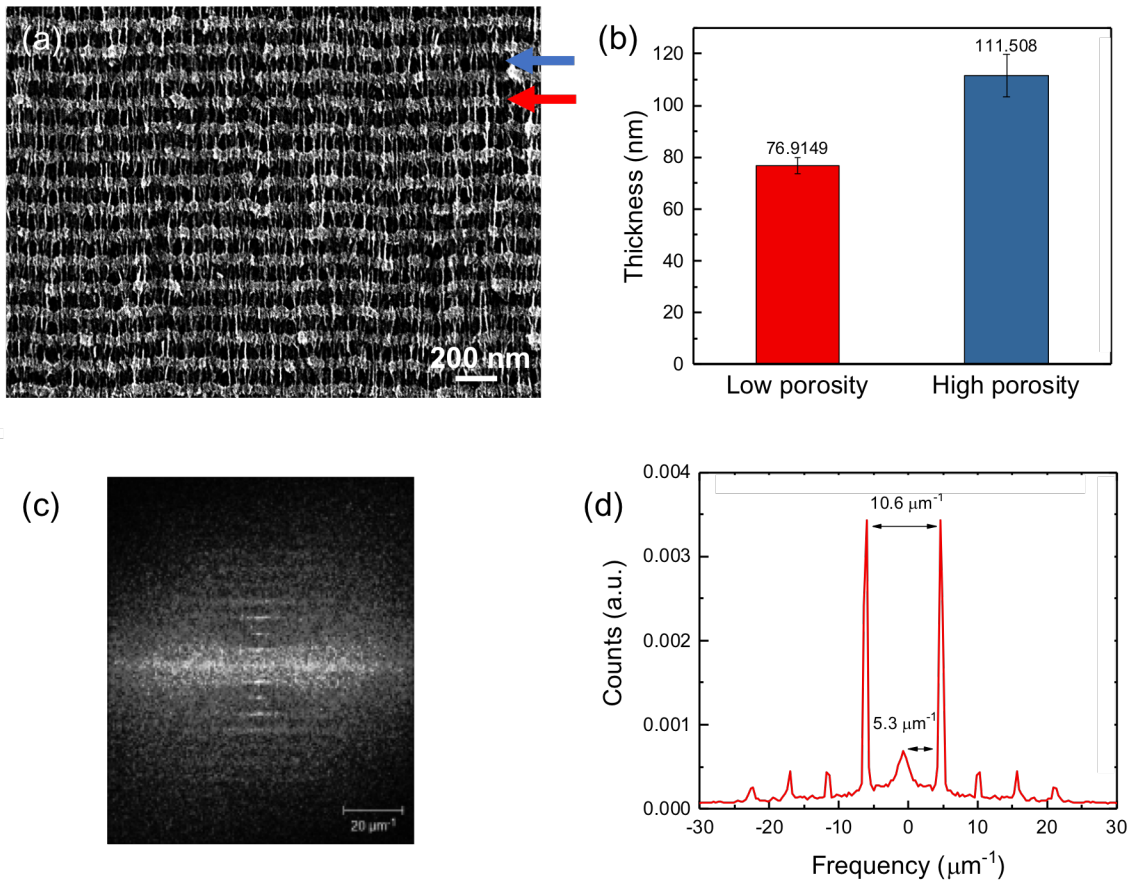 (a)
200 nm
(b)
Thickness (nm)
120
100
80
60
40
20
0
76.9149
111.508
Low porosity
High porosity
(c)
20 µm-1
(d)
Counts (a.u.)
0.004
0.003
0.002
0.001
0.000
10.6 µm-1
5.3 µm-1
-30
-20
-10
0
10
20
30
Frequency (µm-1)